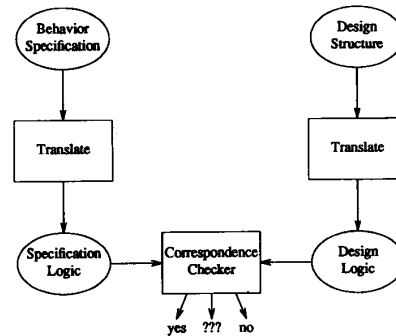 Behavior
Specification
Design
Structure
Translate
Translate
Specification
Logic
Correspondence
Checker
Design
Logic
yes ??? no